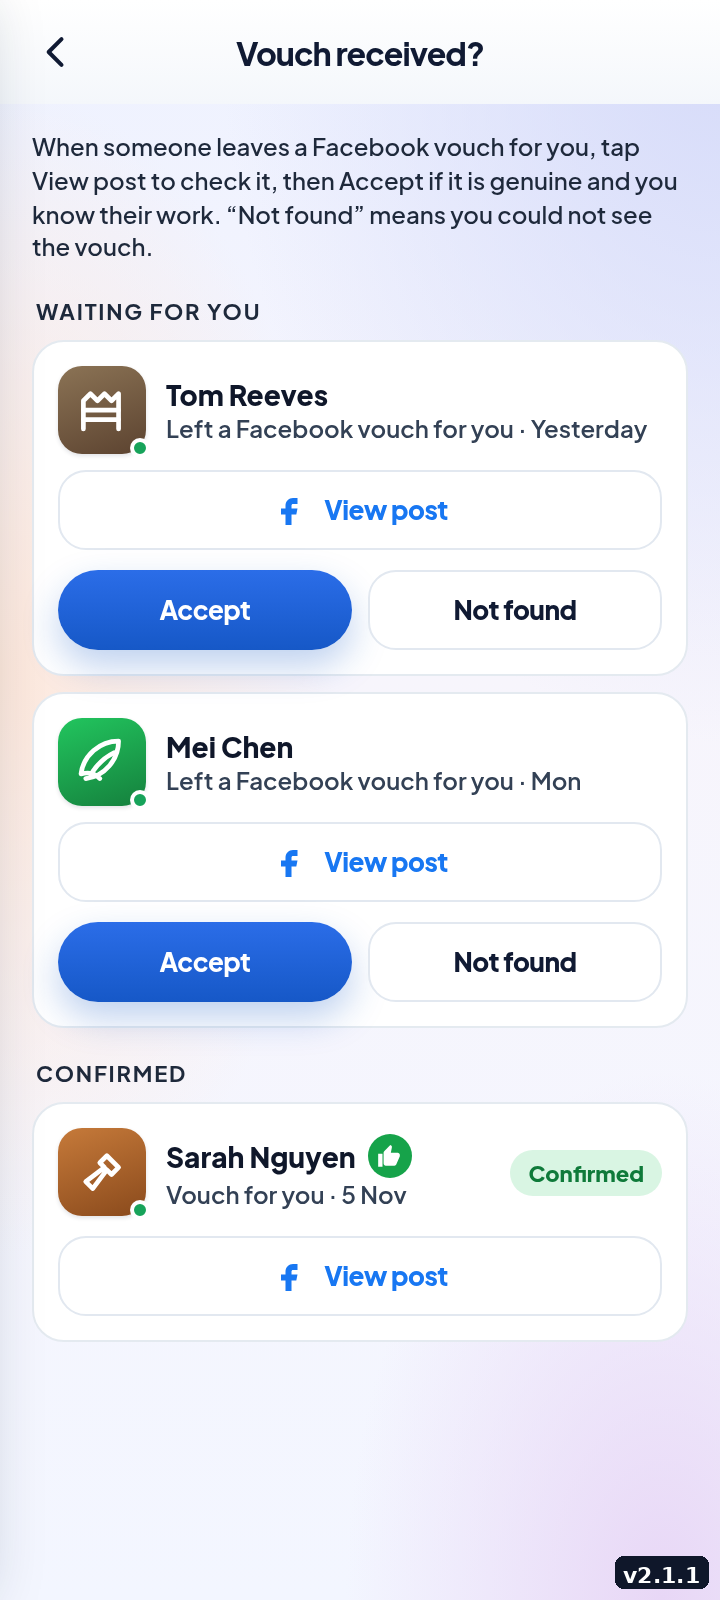 Vouch received?
When someone leaves a Facebook vouch for you, tap
View post to check it, then Accept if it is genuine and you
know their work. “Not found” means you could not see
the vouch.
WAITING FOR YOU
Tom Reeves
Left a Facebook vouch for you · Yesterday
View post
Accept
Not found
Mei Chen
Left a Facebook vouch for you · Mon
View post
Accept
Not found
CONFIRMED
Sarah Nguyen
Confirmed
Vouch for you · 5 Nov
View post
v2.1.1